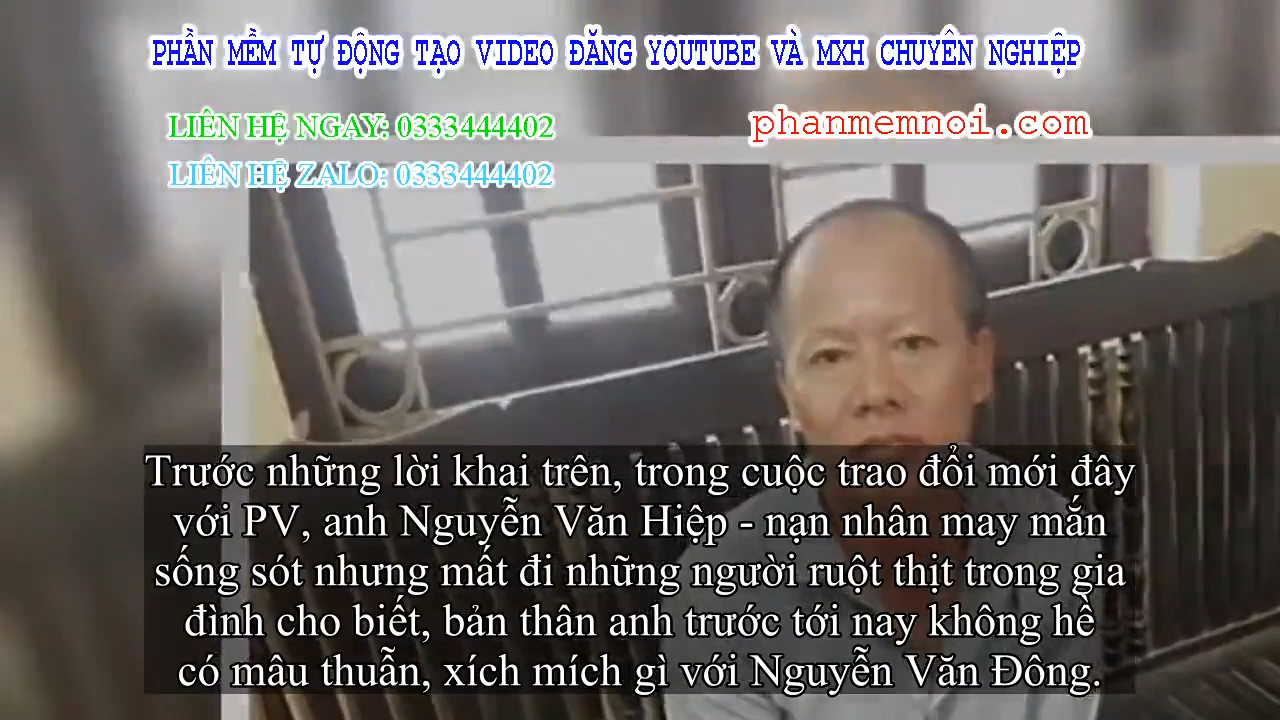 PHẦN MỀM TỰ ĐỘNG TẠO VIDEO ĐĂNG YOUTUBE VÀ MXH CHUYÊN NGHIỆP
LIÊN HỆ NGAY: 0333444402
phanmemnoi.com
LIÊN HỆ ZALO: 0333444402
Trước những lời khai trên, trong cuộc trao đổi mới đây
với PV, anh Nguyễn Văn Hiệp - nạn nhân may mắn
sống sót nhưng mất đi những người ruột thịt trong gia
đình cho biết, bản thân anh trước tới nay không hề
có mâu thuẫn, xích mích gì với Nguyễn Văn Đông.